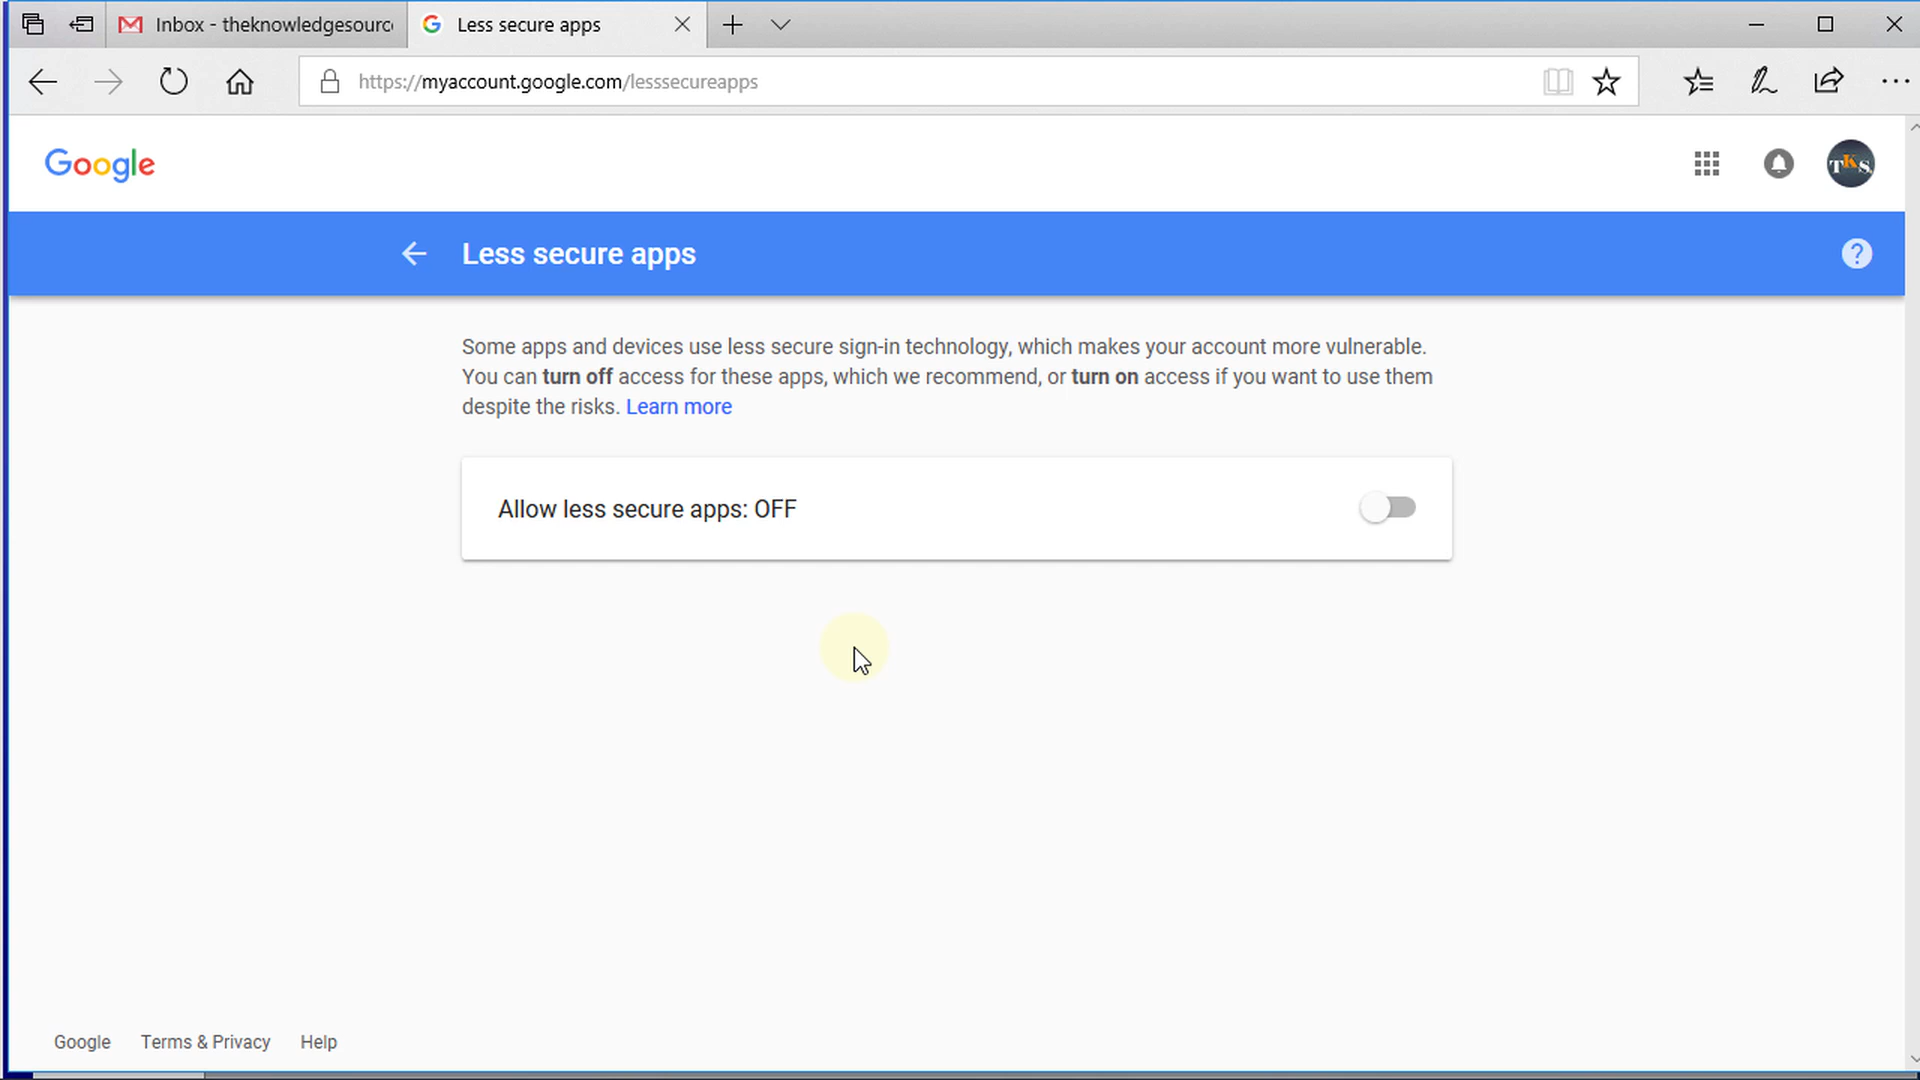 Inbox - theknowledgesourc
Less secure apps
https://myaccount.google.com/lesssecureapps
Google
TKS
Less secure apps
?
Some apps and devices use less secure sign-in technology, which makes your account more vulnerable.
You can turn off access for these apps, which we recommend, or turn on access if you want to use them
despite the risks. Learn more
Allow less secure apps: OFF
Google Terms & Privacy Help